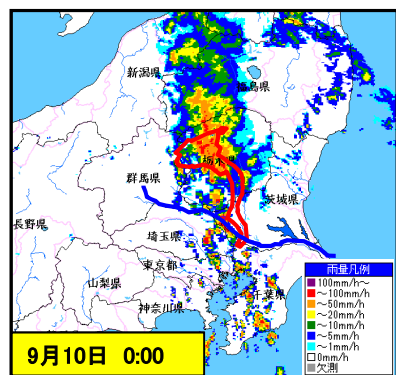 新潟県
福島県
栃木県
群馬県
茨城県
長野県
埼玉県
東京都
山梨県
千葉県
神奈川県
雨量凡例
100mm/h～
～100mm/h
～50mm/h
～20mm/h
～10mm/h
～5mm/h
～1mm/h
0mm/h
欠測
9月10日 0:00